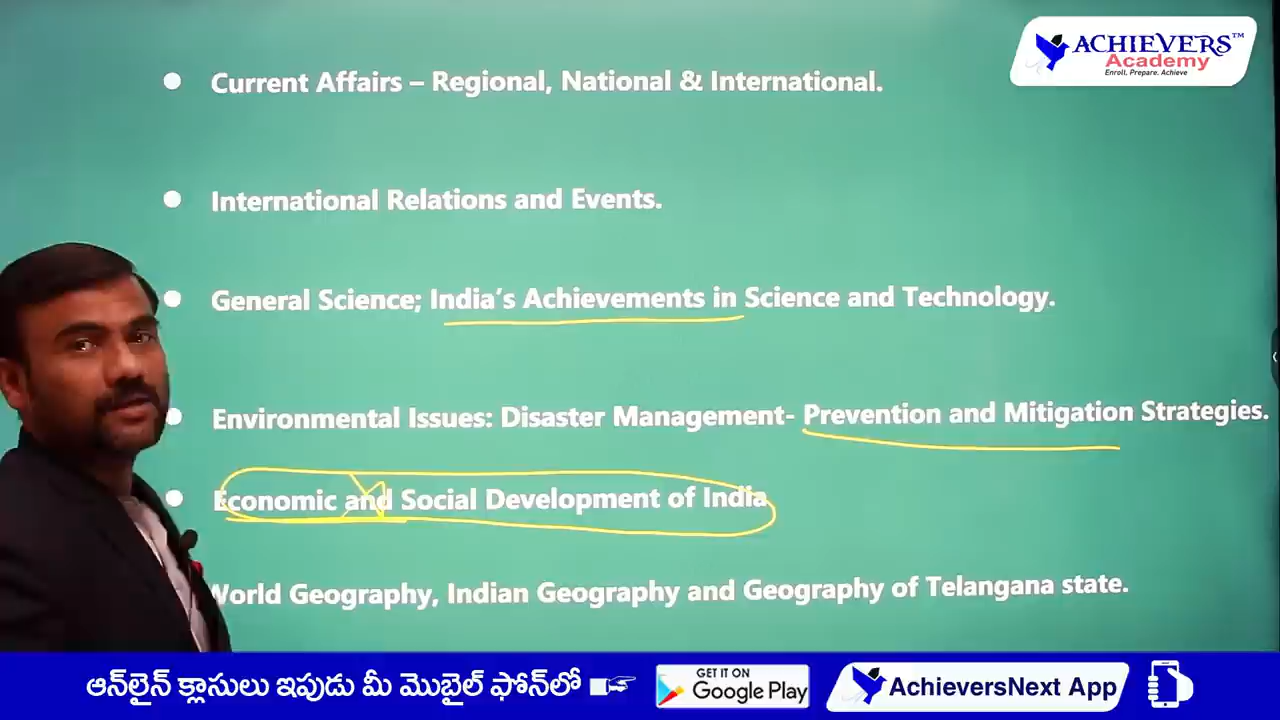 ACHIEVERS™
Academy
Enroll. Prepare. Achieve
Current Affairs – Regional, National & International.
International Relations and Events.
General Science; India's Achievements in Science and Technology.
Environmental Issues: Disaster Management- Prevention and Mitigation Strategies.
Economic and Social Development of India
World Geography, Indian Geography and Geography of Telangana state.
ఆన్‌లైన్ క్లాసులు ఇపుడు మీ మొబైల్ ఫోన్‌లో
GET IT ON
Google Play
AchieversNext App